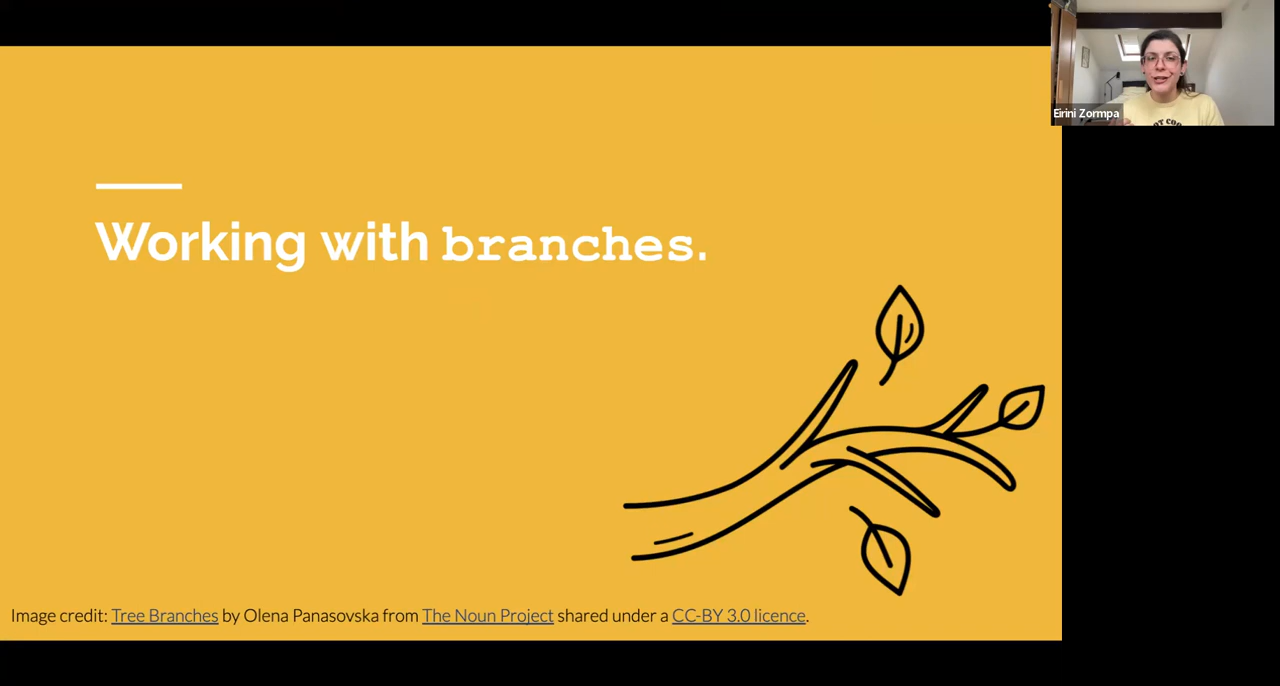 Working with branches.
Image credit: Tree Branches by Olena Panasovska from The Noun Project shared under a CC-BY 3.0 licence.
Eirini Zormpa